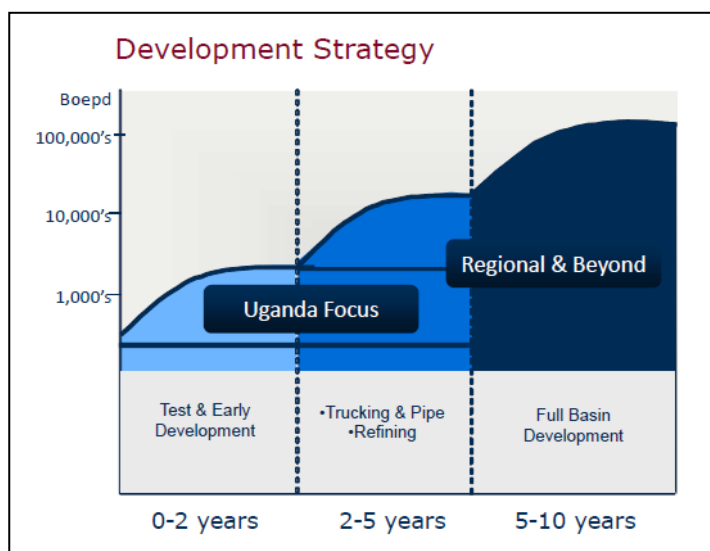 Development Strategy
Boepd
100,000's
10,000's
1,000's
Regional & Beyond
Uganda Focus
Test & Early
Development
•Trucking & Pipe
•Refining
Full Basin
Development
0-2 years
2-5 years
5-10 years